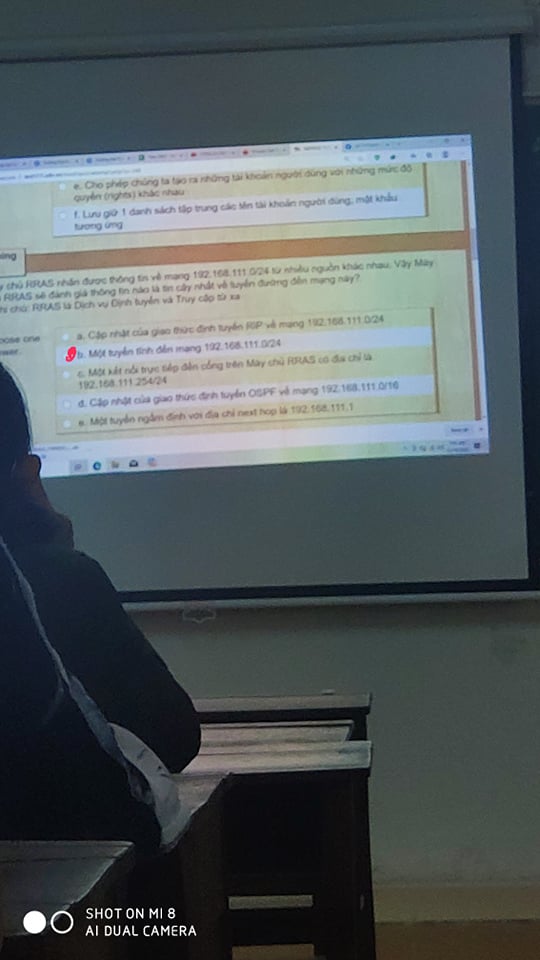 e. Cho phép chúng ta tạo ra những tài khoản người dùng với những mức độ
quyền (rights) khác nhau
f. Lưu giữ 1 danh sách tập trung các tên tài khoản người dùng, mật khẩu
tương ứng
chủ RRAS nhận được thông tin về mạng 192.168.111.0/24 từ nhiều nguồn khác nhau. Vậy Máy
RRAS sẽ đánh giá thông tin nào là tin cậy nhất về tuyến đường đến mạng này?
chú: RRAS là Dịch vụ Định tuyến và Truy cập từ xa
one
a. Cập nhật của giao thức định tuyến RIP về mạng 192.168.111.0/24
b. Một tuyến tĩnh đến mạng 192.168.111.0/24
c. Một kết nối trực tiếp đến cổng trên Máy chủ RRAS có địa chỉ là
192.168.111.254/24
d. Cập nhật của giao thức định tuyến OSPF về mạng 192.168.111.0/16
e. Một tuyến ngầm định với địa chỉ next hop là 192.168.111.1
SHOT ON MI 8
AI DUAL CAMERA